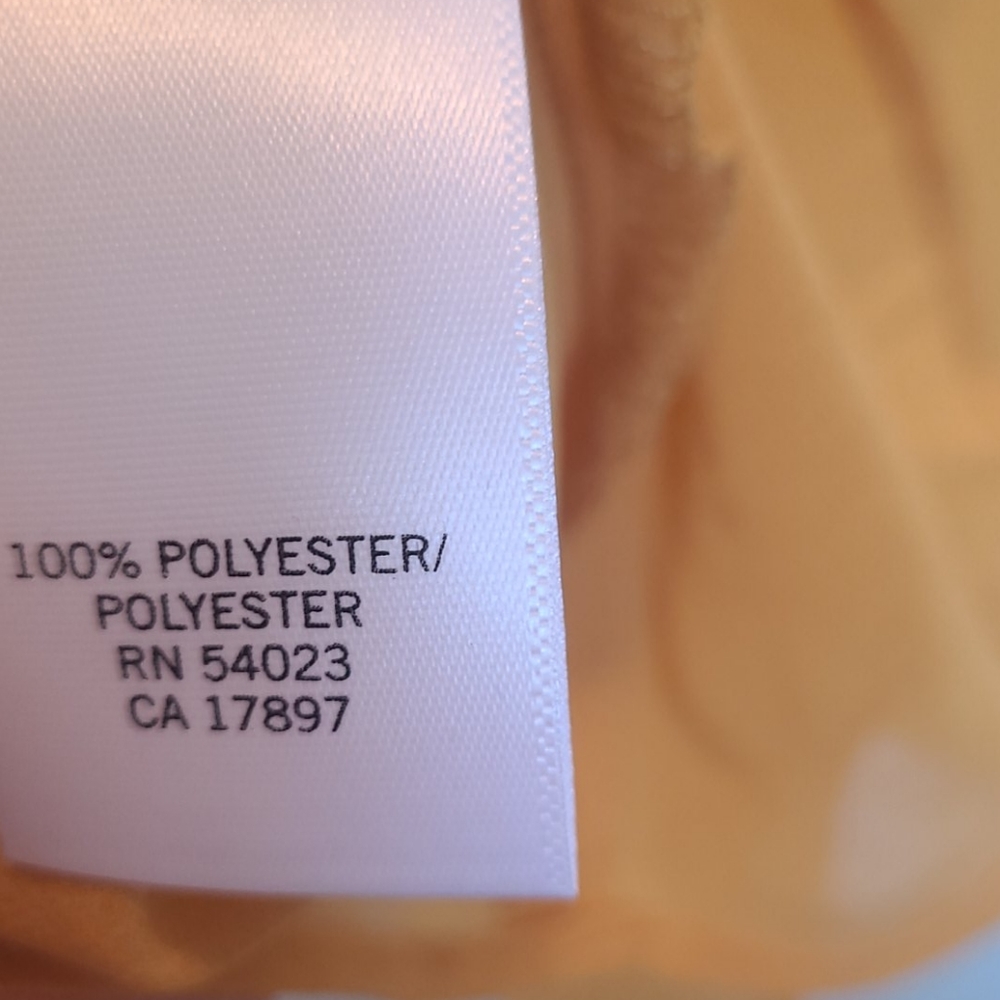 100% POLYESTER/
POLYESTER
RN 54023
CA 17897